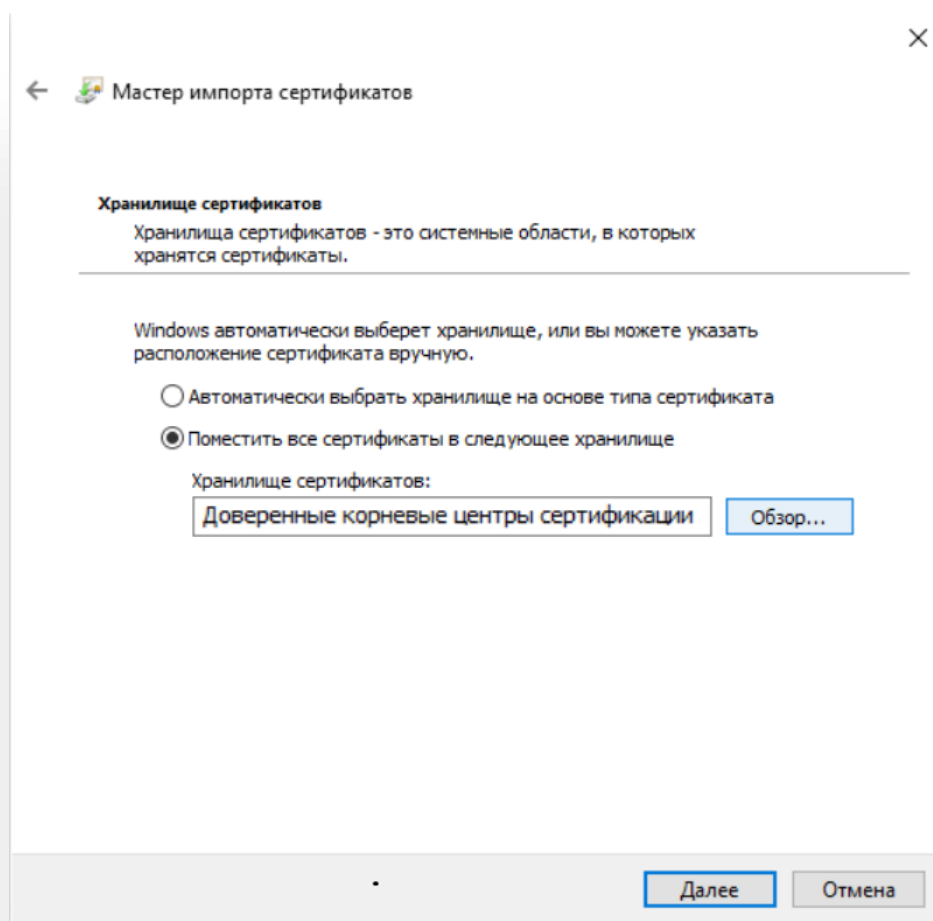 Мастер импорта сертификатов
Хранилище сертификатов
Хранилища сертификатов - это системные области, в которых
хранятся сертификаты.
Windows автоматически выберет хранилище, или вы можете указать
расположение сертификата вручную.
Автоматически выбрать хранилище на основе типа сертификата
Поместить все сертификаты в следующее хранилище
Хранилище сертификатов:
Доверенные корневые центры сертификации
Обзор...
Далее
Отмена